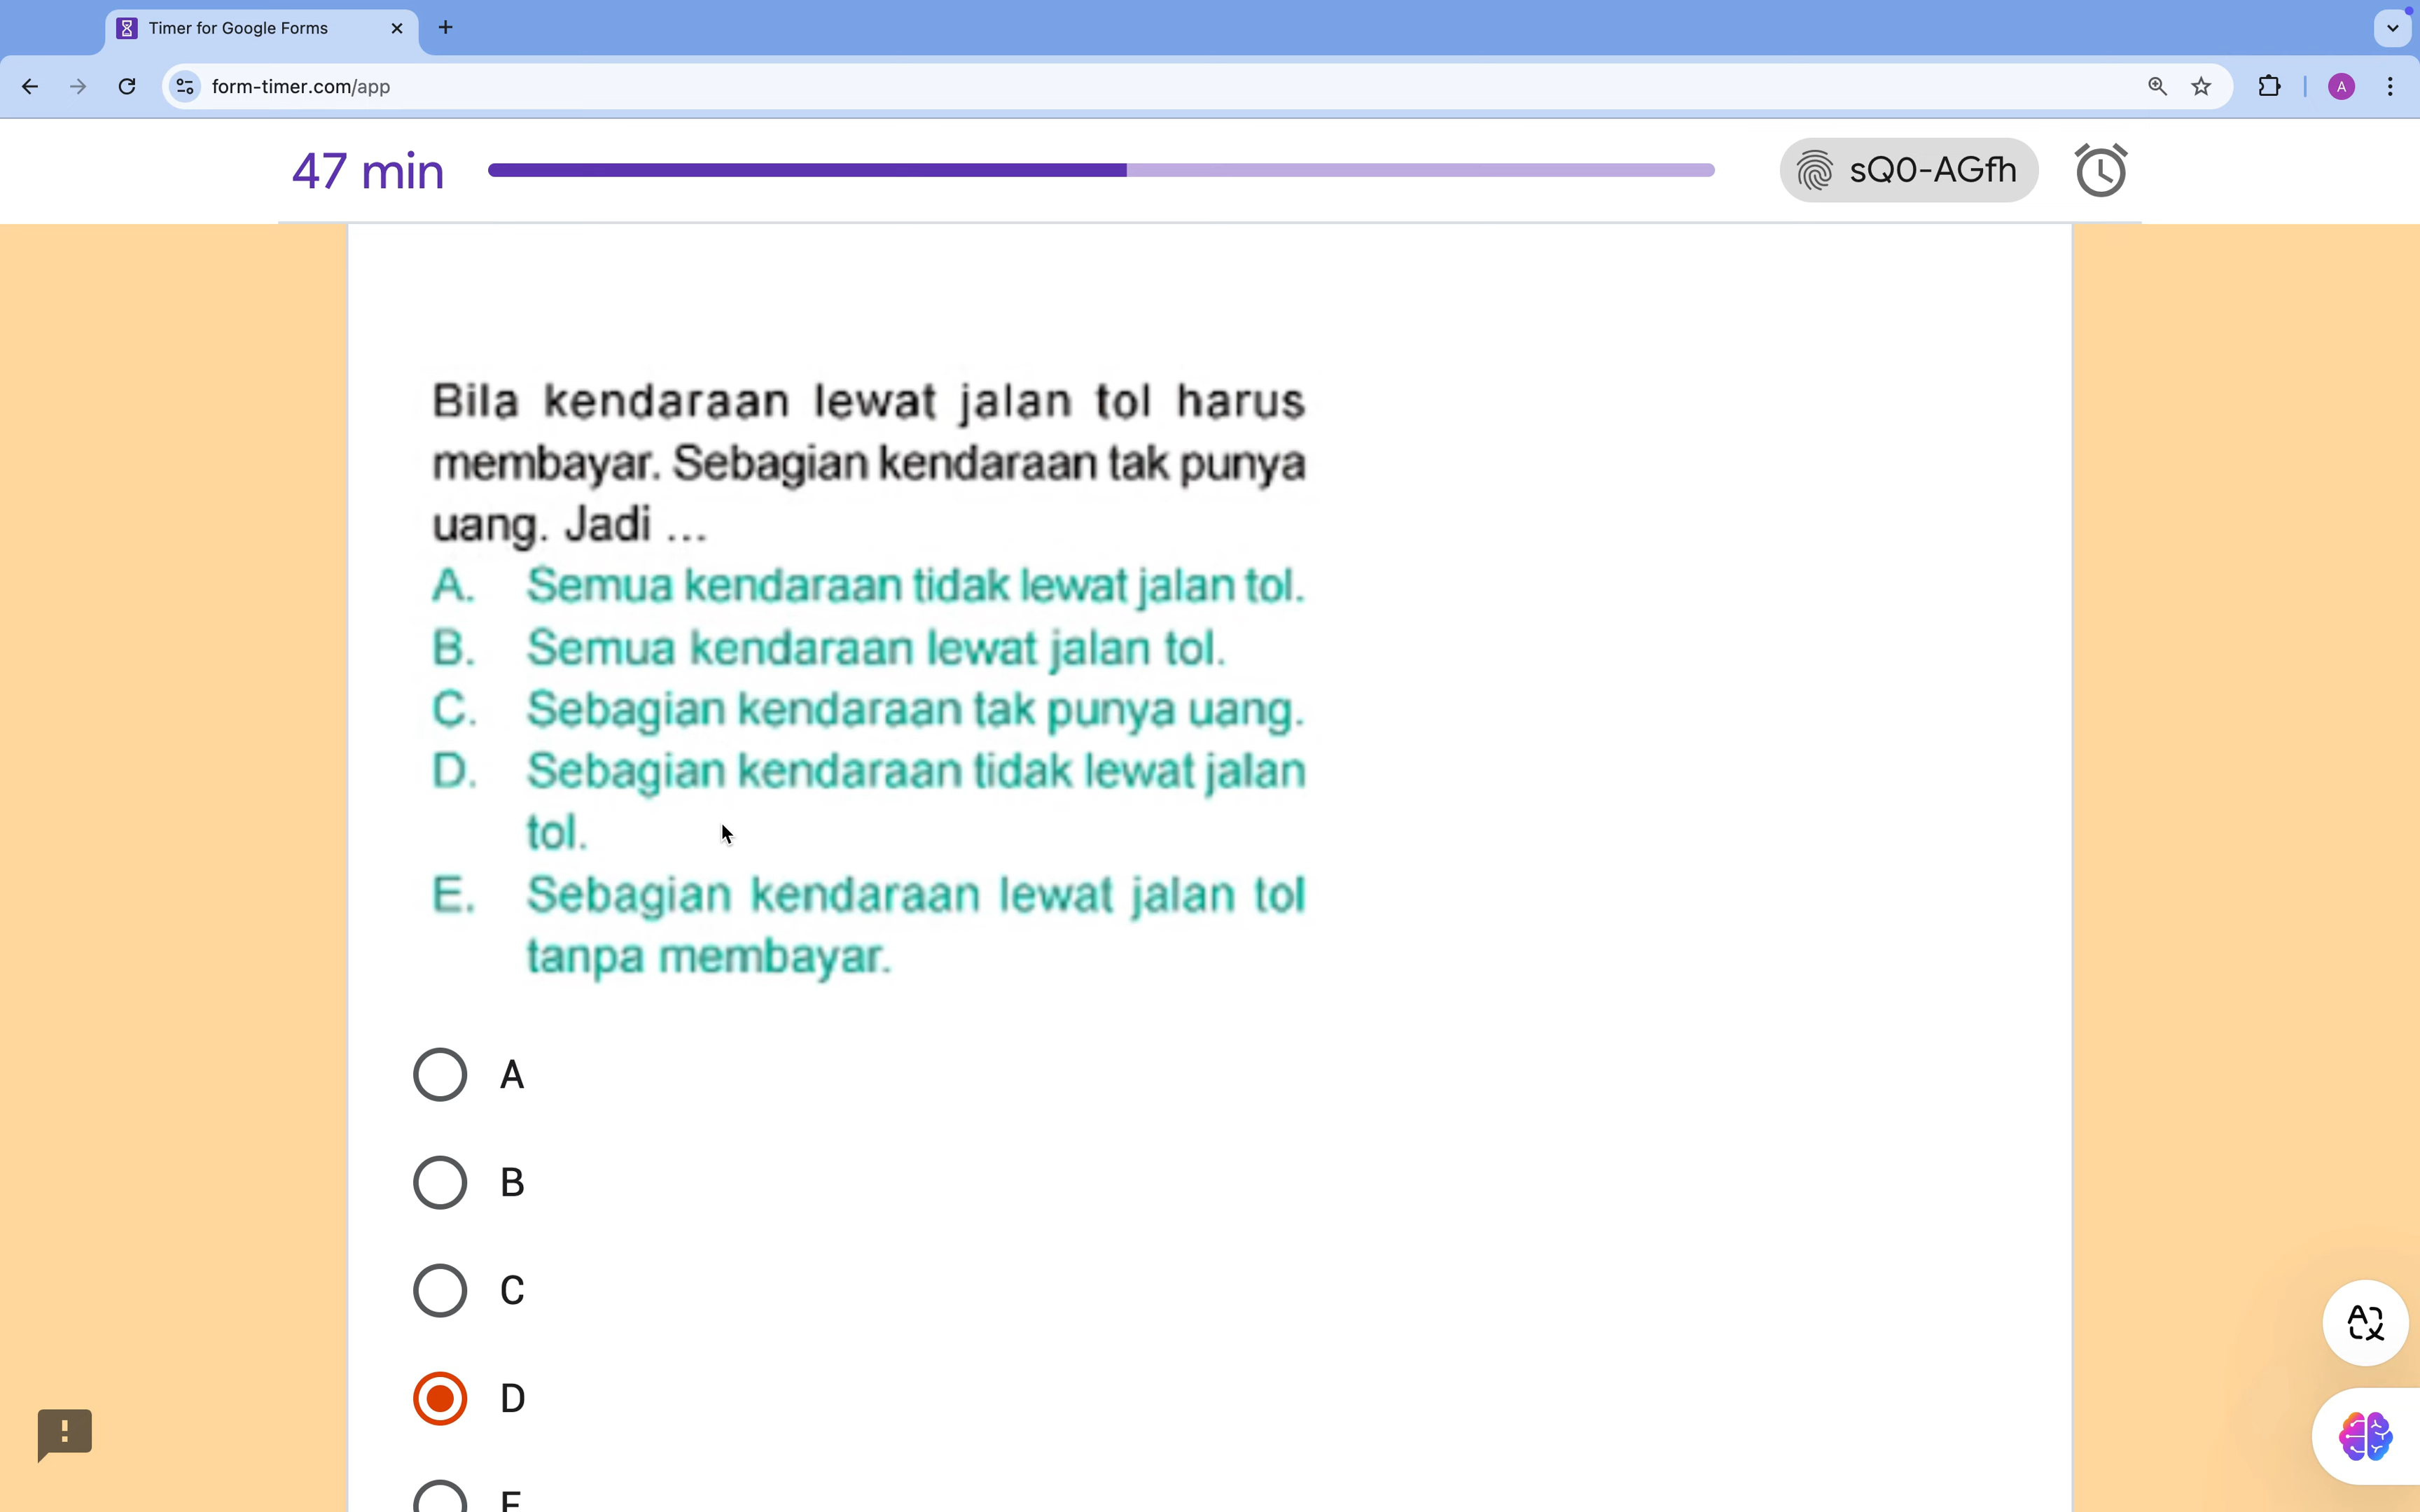 Timer for Google Forms
form-timer.com/app
A
47 min
sQ0-AGfh
Bila kendaraan lewat jalan tol harus
membayar. Sebagian kendaraan tak punya
uang. Jadi ...
A. Semua kendaraan tidak lewat jalan tol.
B. Semua kendaraan lewat jalan tol.
C. Sebagian kendaraan tak punya uang.
D. Sebagian kendaraan tidak lewat jalan
tol.
E. Sebagian kendaraan lewat jalan tol
tanpa membayar.
A
B
C
D
E